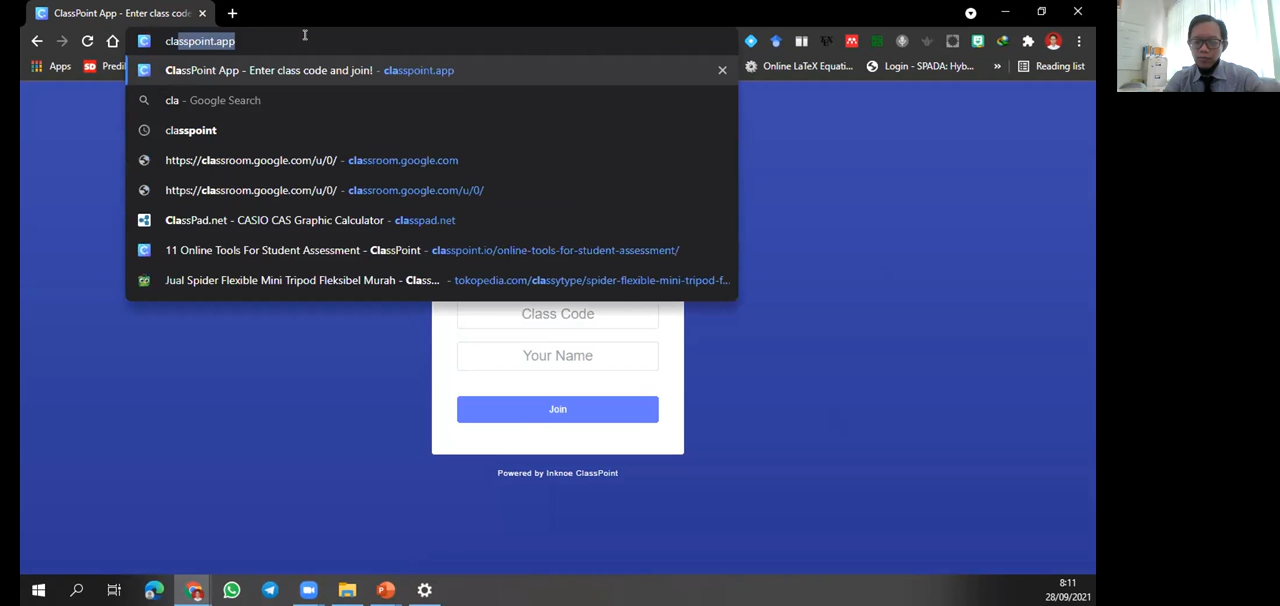 ClassPoint App - Enter class code
classpoint.app
Apps
Predi
Online LaTeX Equati...
Login - SPADA: Hyb...
»
Reading list
ClassPoint App - Enter class code and join! - classpoint.app
cla - Google Search
classpoint
https://classroom.google.com/u/0/ - classroom.google.com
https://classroom.google.com/u/0/ - classroom.google.com/u/0/
ClassPad.net - CASIO CAS Graphic Calculator - classpad.net
11 Online Tools For Student Assessment - ClassPoint - classpoint.io/online-tools-for-student-assessment/
Jual Spider Flexible Mini Tripod Fleksibel Murah - Class... - tokopedia.com/classytype/spider-flexible-mini-tripod-f...
Class Code
Your Name
Join
Powered by Inknoe ClassPoint
8:11
28/09/2021